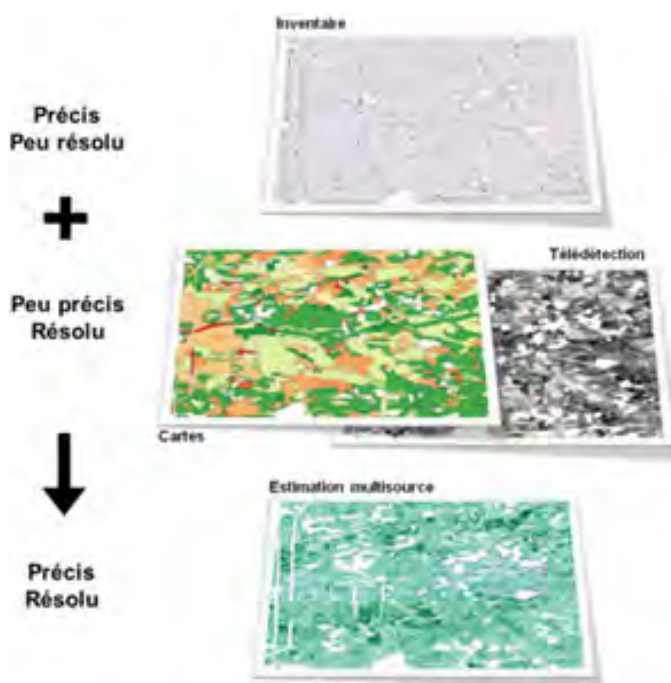 Inventaire
Précis
Peu résolu
+
Télédétection
Peu précis
Résolu
Cartes
Estimation multisource
Précis
Résolu